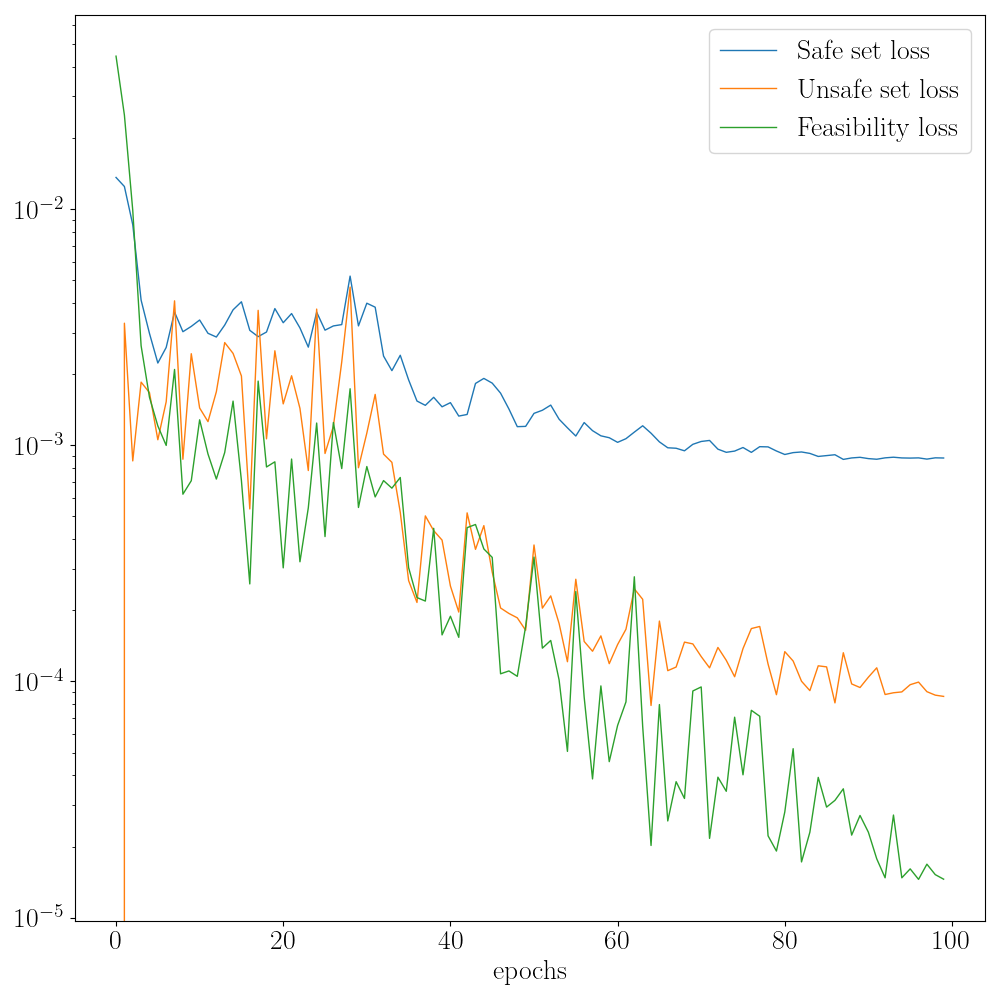 Safe set loss
Unsafe set loss
Feasibility loss
10^{-2}
10^{-3}
10^{-4}
10^{-5}
0 20 40 60 80 100
epochs